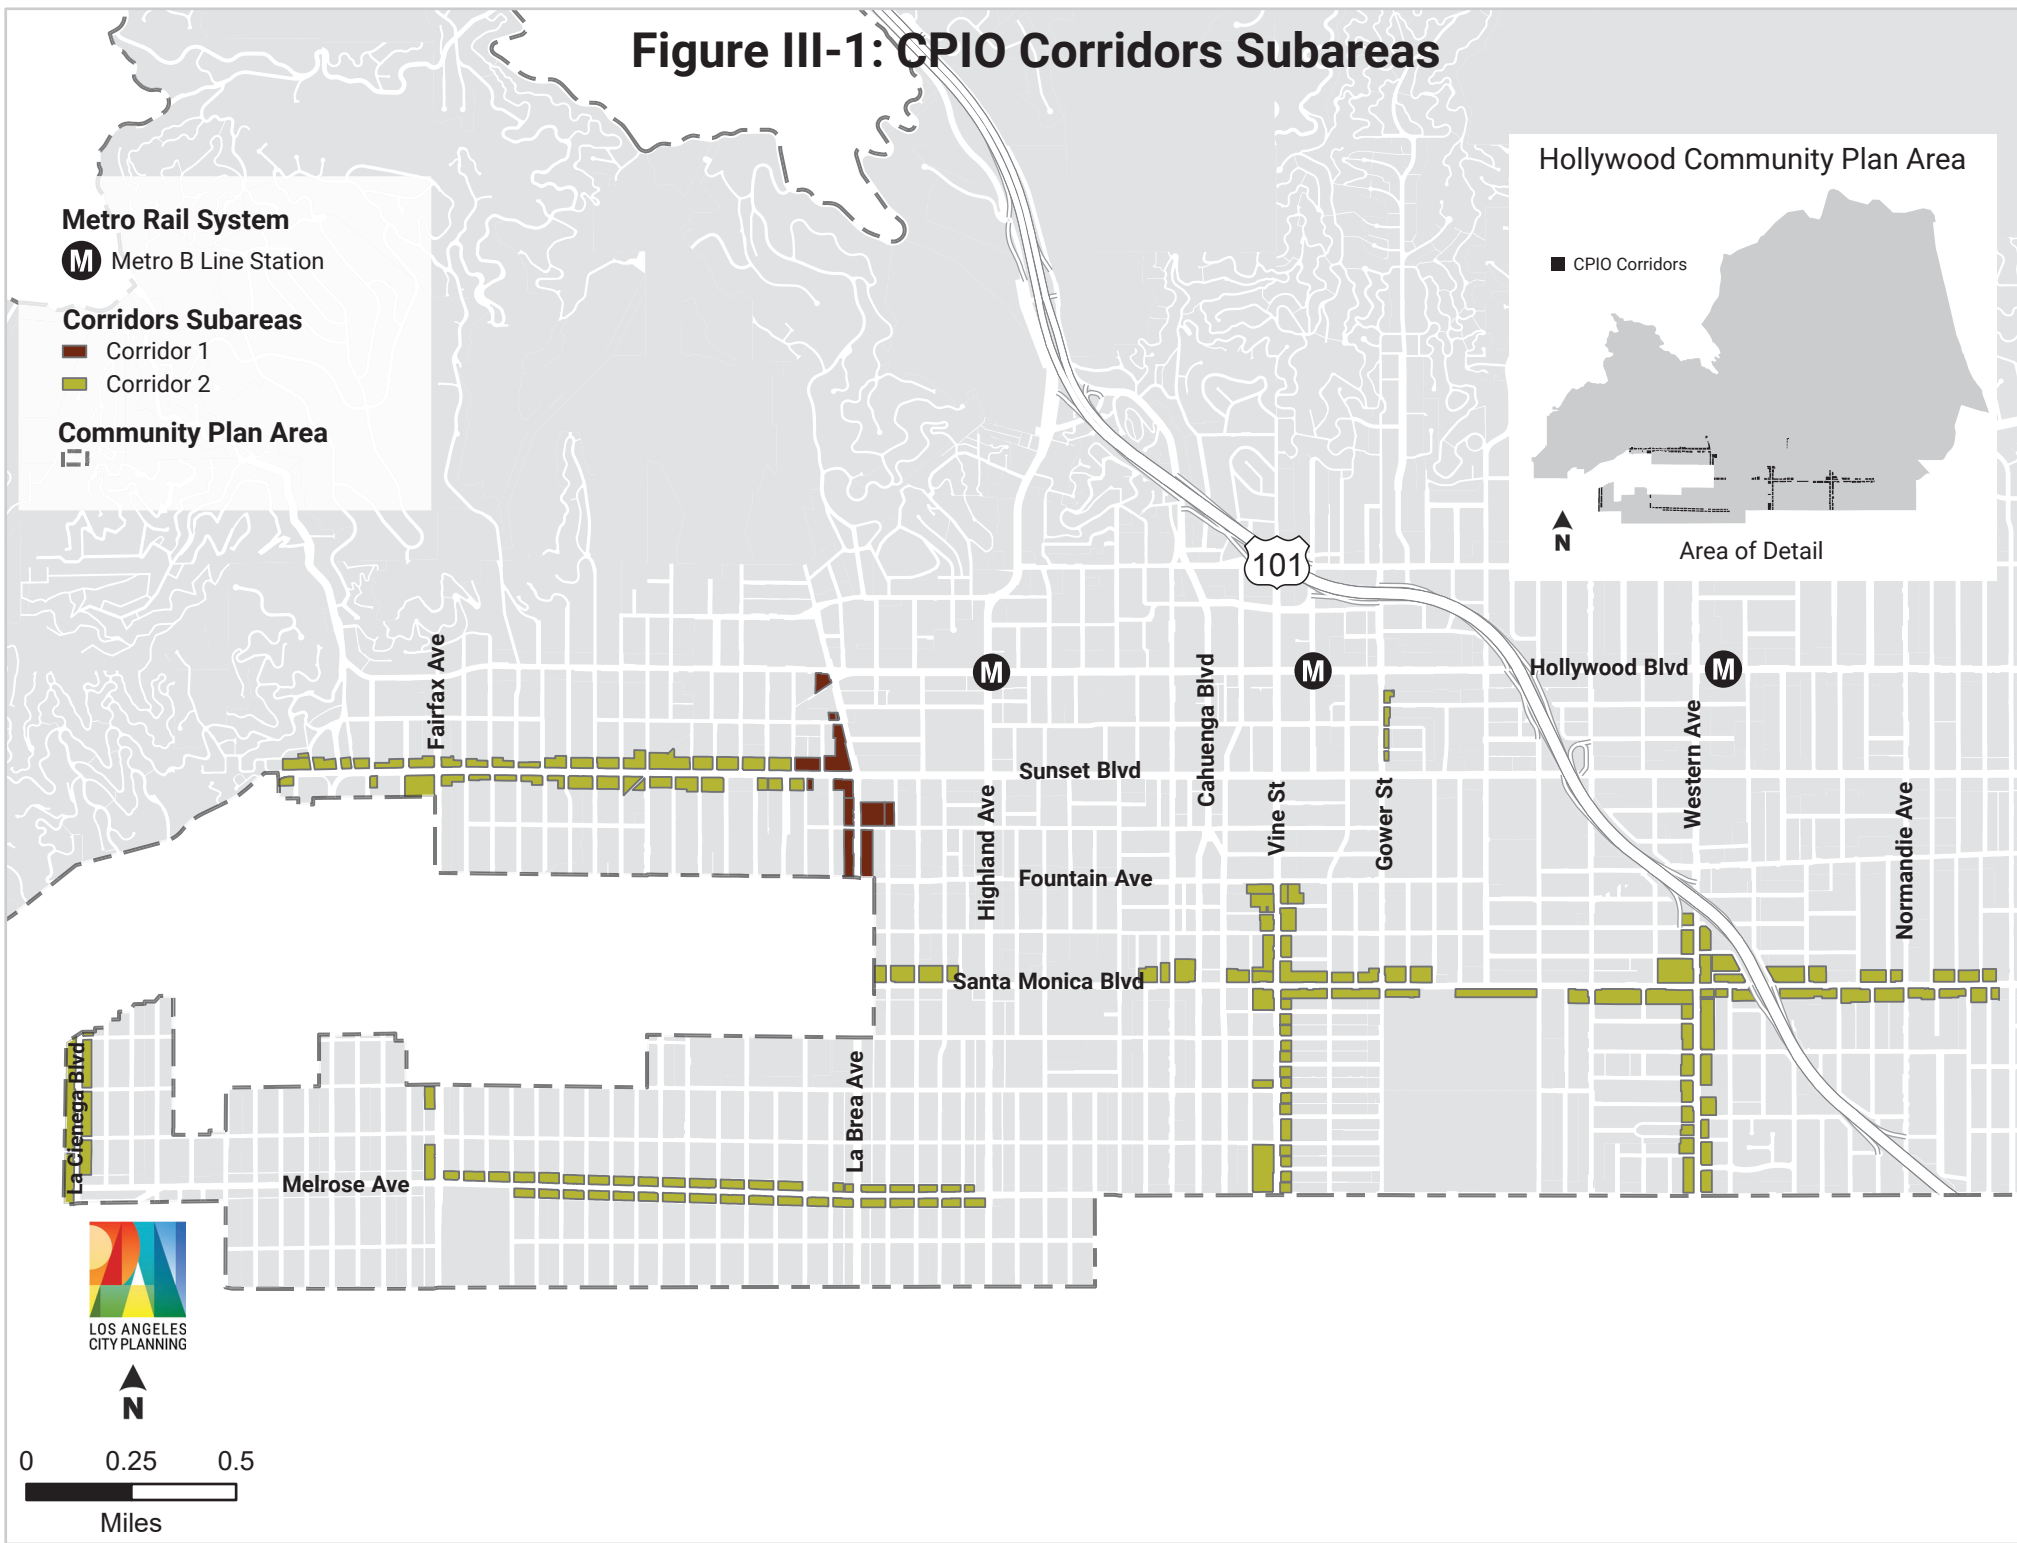 Figure III-1: CPIO Corridors Subareas
Hollywood Community Plan Area
CPIO Corridors
N
Area of Detail
Metro Rail System
M Metro B Line Station
Corridors Subareas
Corridor 1
Corridor 2
Community Plan Area
101
Fairfax Ave
M
Cahuenga Blvd
M
Hollywood Blvd
M
Western Ave
Sunset Blvd
Highland Ave
Vine St
Gower St
Normandie Ave
Fountain Ave
Santa Monica Blvd
La Cienega Blvd
La Brea Ave
Melrose Ave
LOS ANGELES
CITY PLANNING
N
0 0.25 0.5
Miles